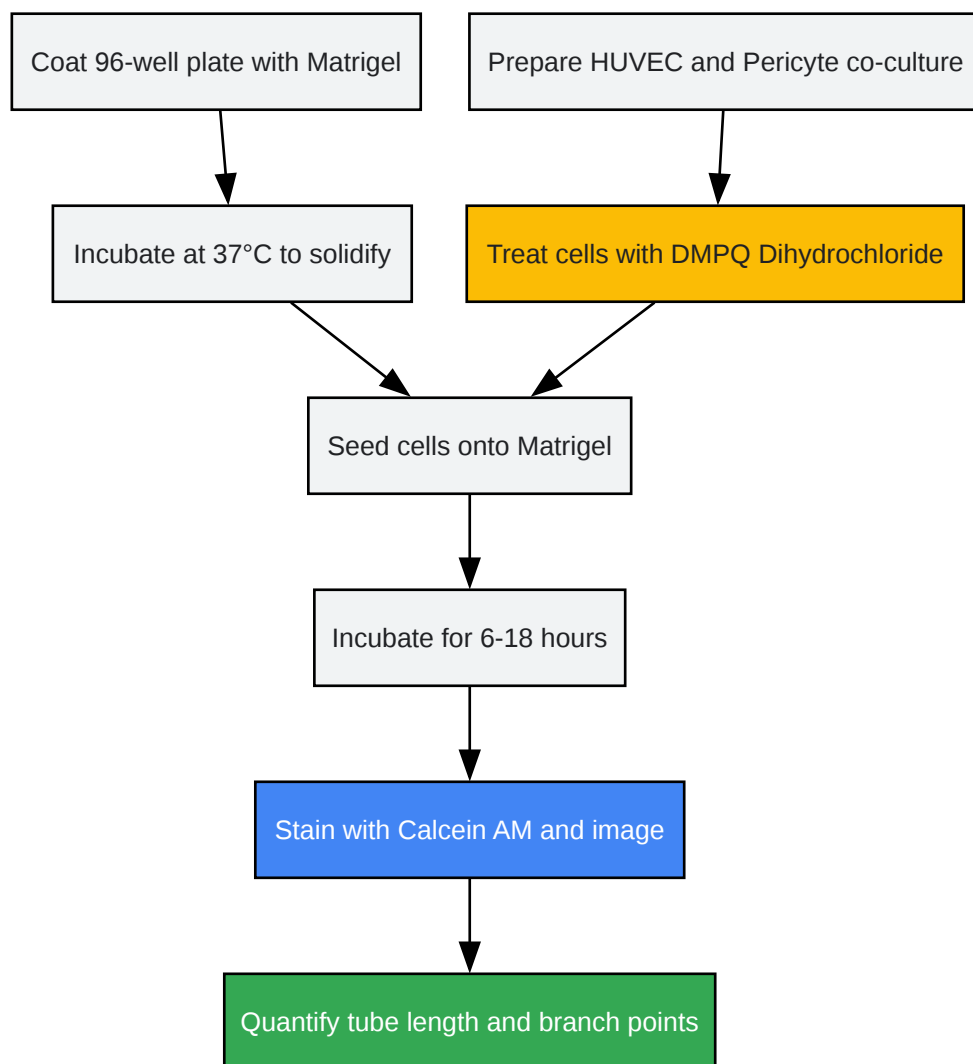 Coat 96-well plate with Matrigel
Prepare HUVEC and Pericyte co-culture
Incubate at 37°C to solidify
Treat cells with DMPQ Dihydrochloride
Seed cells onto Matrigel
Incubate for 6-18 hours
Stain with Calcein AM and image
Quantify tube length and branch points